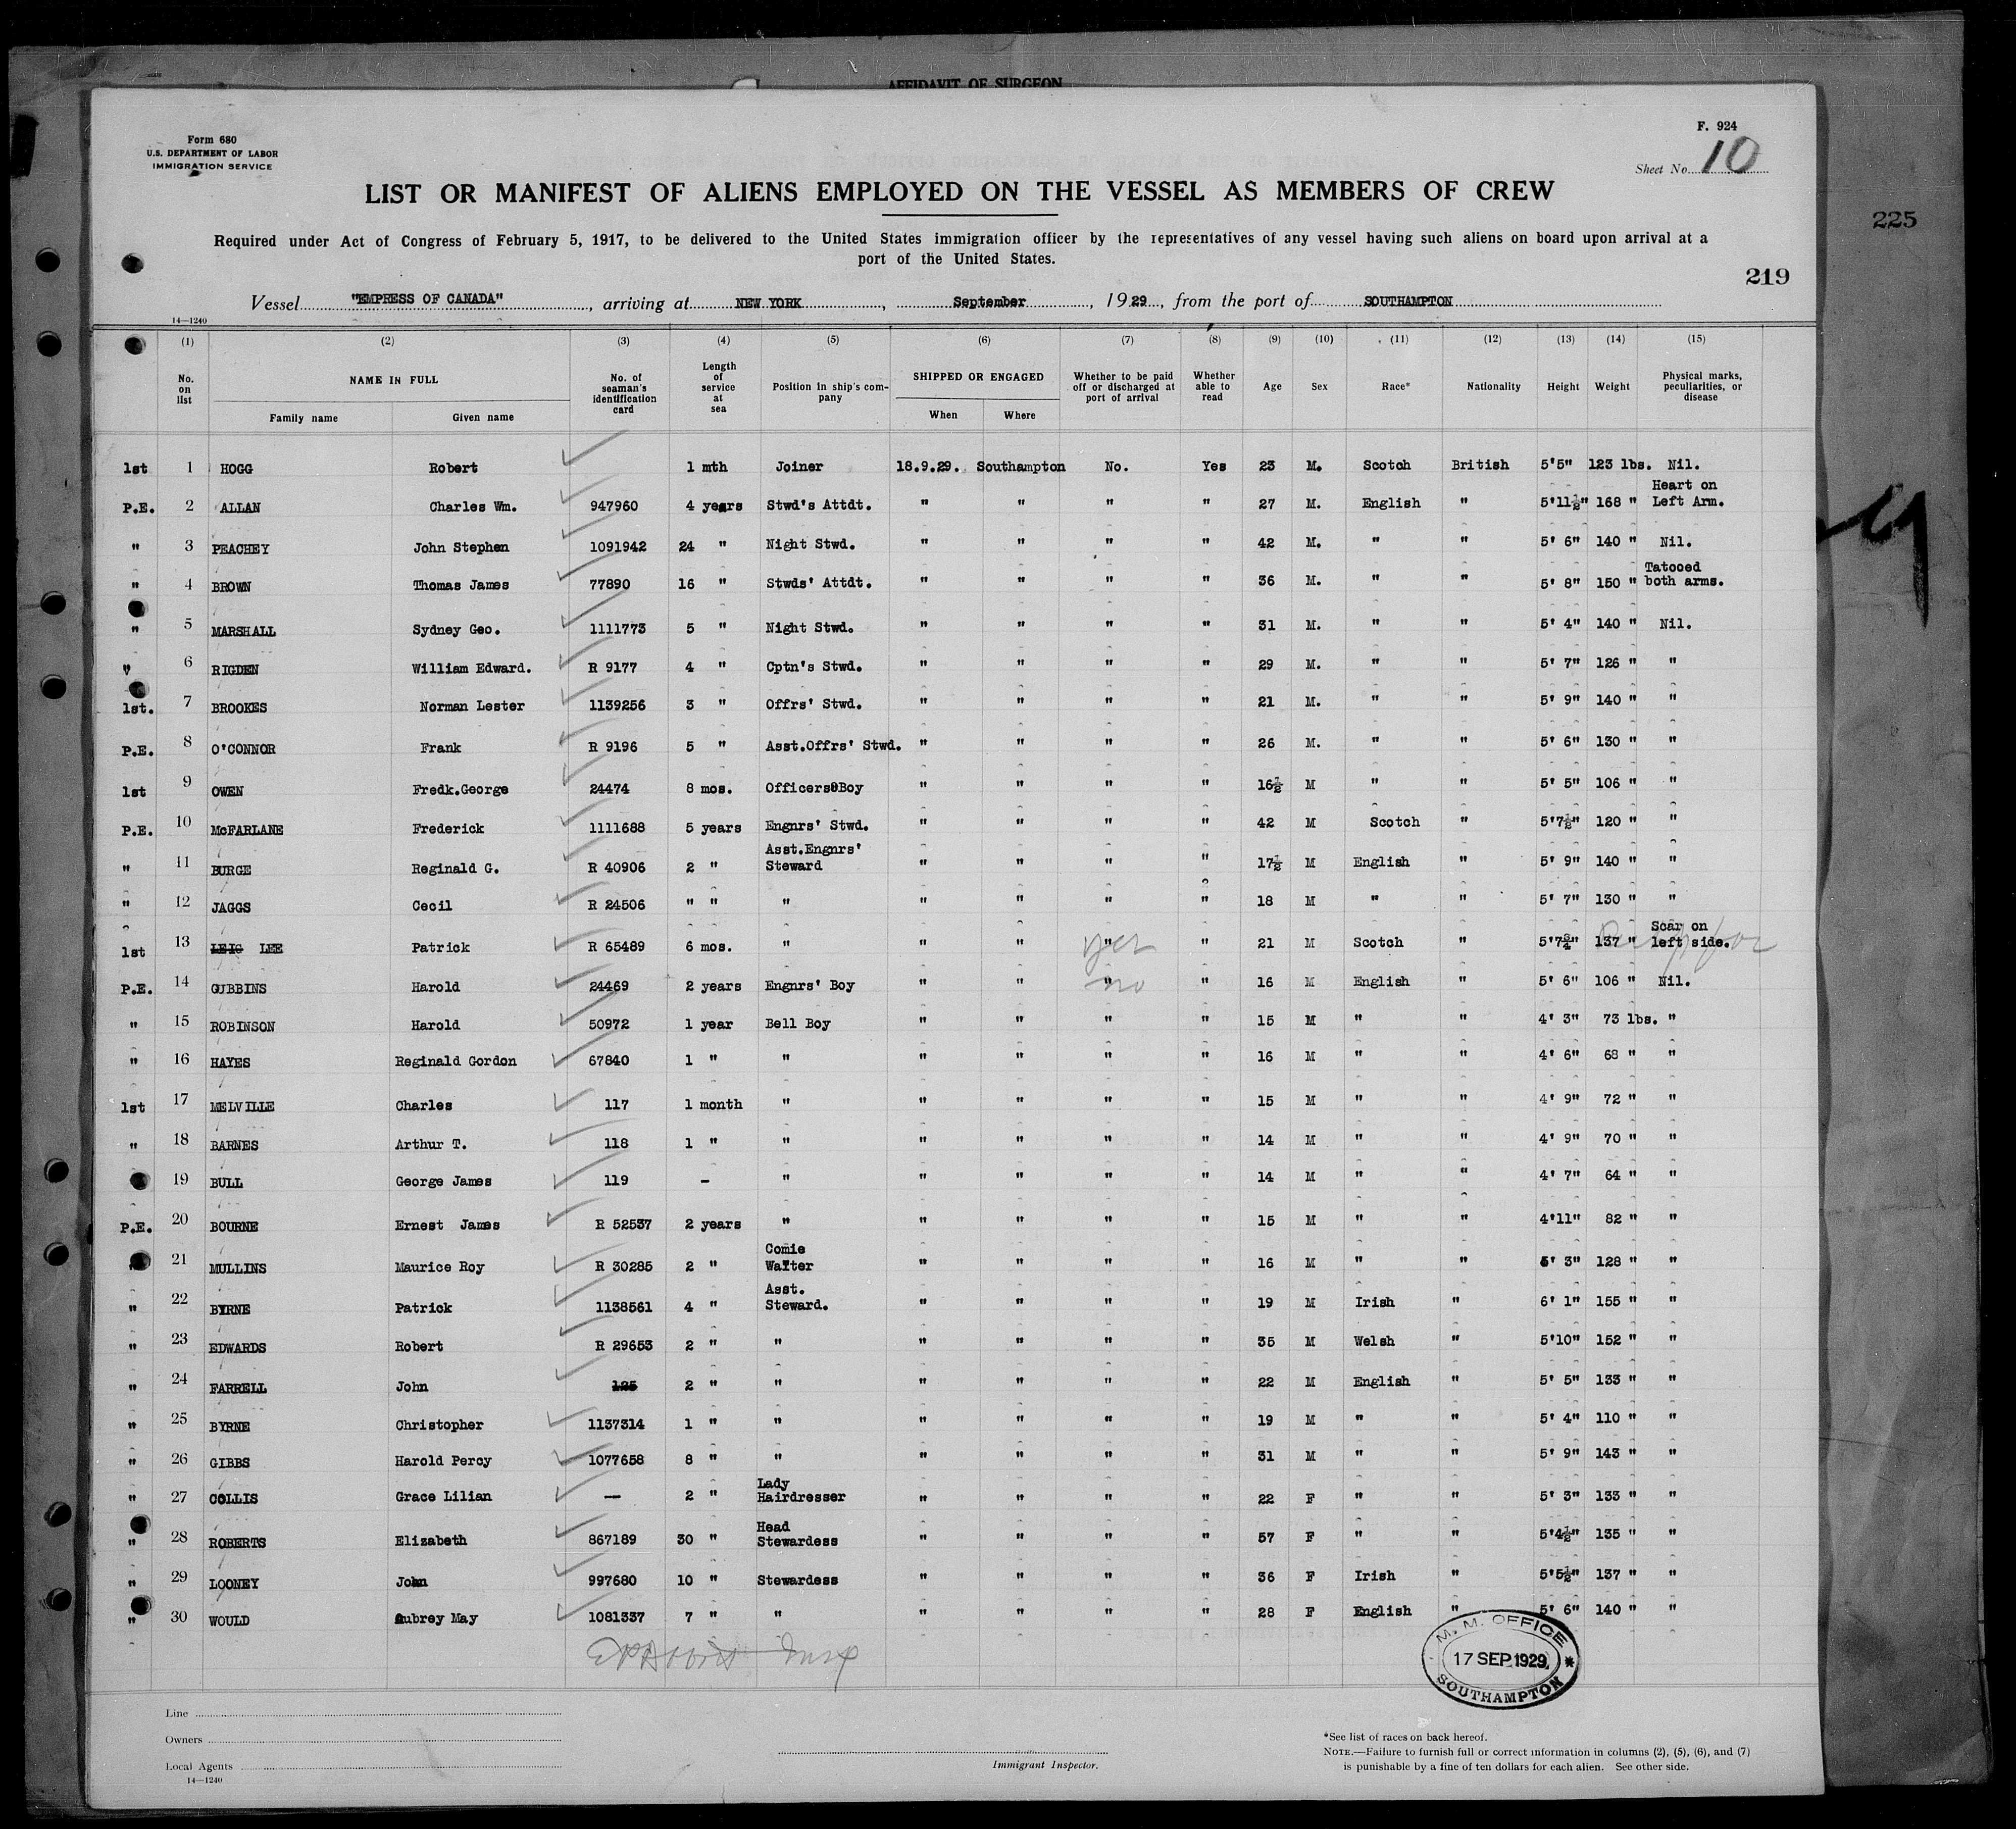 AFFIDAVIT OF SURGEON
Form 680
U.S. DEPARTMENT OF LABOR
IMMIGRATION SERVICE
F. 924
Sheet No. 10
LIST OR MANIFEST OF ALIENS EMPLOYED ON THE VESSEL AS MEMBERS OF CREW
Required under Act of Congress of February 5, 1917, to be delivered to the United States immigration officer by the representatives of any vessel having such aliens on board upon arrival at a
port of the United States.
225
219
Vessel "EMPRESS OF CANADA", arriving at NEW YORK, September, 1929, from the port of SOUTHAMPTON
14—1240
(1) (2) (3) (4) (5) (6) (7) (8) (9) (10) (11) (12) (13) (14) (15)
No. on list NAME IN FULL Family name Given name No. of seaman's identification card Length of service at sea Position in ship's company SHIPPED OR ENGAGED When Where Whether to be paid off or discharged at port of arrival Whether able to read Age Sex Race* Nationality Height Weight Physical marks, peculiarities, or disease
1st 1 HOGG Robert 1 mth Joiner 18.9.29. Southampton No. Yes 23 M. Scotch British 5'5" 123 lbs. Nil.
P.E. 2 ALLAN Charles Wm. 947960 4 years Stwd's Attdt. " " " " 27 M. English " 5'11½" 168 " Heart on Left Arm.
" 3 PEACHEY John Stephen 1091942 24 " Night Stwd. " " " " 42 M. " " 5' 6" 140 " Nil.
" 4 BROWN Thomas James 77890 16 " Stwds' Attdt. " " " " 36 M. " " 5' 8" 150 " Tatooed both arms.
" 5 MARSHALL Sydney Geo. 1111773 5 " Night Stwd. " " " " 31 M. " " 5' 4" 140 " Nil.
" 6 RIGDEN William Edward. R 9177 4 " Cptn's Stwd. " " " " 29 M. " " 5' 7" 126 " "
1st. 7 BROOKES Norman Lester 1139256 3 " Offrs' Stwd. " " " " 21 M. " " 5' 9" 140 " "
P.E. 8 O'CONNOR Frank R 9196 5 " Asst.Offrs' Stwd. " " " " 26 M. " " 5' 6" 130 " "
1st 9 OWEN Fredk.George 24474 8 mos. Officers Boy " " " " 16½ M " " 5' 5" 106 " "
P.E. 10 McFARLANE Frederick 1111688 5 years Engnrs' Stwd. " " " " 42 M Scotch " 5'7½" 120 " "
" 11 BURGE Reginald G. R 40906 2 " Asst.Engnrs' Steward " " " " 17½ M English " 5' 9" 140 " "
" 12 JAGGS Cecil R 24506 " " " " " " " 18 M " " 5' 7" 130 " "
1st 13 LEIG LEE Patrick R 65489 6 mos. " " " " yes " 21 M Scotch " 5'7¾" 137 " Scar on left side.
P.E. 14 GUBBINS Harold 24469 2 years Engnrs' Boy " " " no " 16 M English " 5' 6" 106 " Nil.
" 15 ROBINSON Harold 50972 1 year Bell Boy " " " " 15 M " " 4' 3" 73 lbs. "
" 16 HAYES Reginald Gordon 67840 1 " " " " " " 16 M " " 4' 6" 68 " "
1st 17 MELVILLE Charles 117 1 month " " " " " 15 M " " 4' 9" 72 " "
" 18 BARNES Arthur T. 118 1 " " " " " " 14 M " " 4' 9" 70 " "
19 BULL George James 119 - " " " " " 14 M " " 4' 7" 64 " "
P.E. 20 BOURNE Ernest James R 52537 2 years " " " " " 15 M " " 4'11" 82 " "
21 MULLINS Maurice Roy R 30285 2 " Comie Waiter " " " " 16 M " " 5' 3" 128 " "
" 22 BYRNE Patrick 1138561 4 " Asst. Steward. " " " " 19 M Irish " 6' 1" 155 " "
" 23 EDWARDS Robert R 29653 2 " " " " " " 35 M Welsh " 5'10" 152 " "
" 24 FARRELL John 125 2 " " " " " " 22 M English " 5' 5" 133 " "
" 25 BYRNE Christopher 1137314 1 " " " " " " 19 M " " 5' 4" 110 " "
" 26 GIBBS Harold Percy 1077658 8 " " " " " " 31 M " " 5' 9" 143 " "
" 27 COLLIS Grace Lilian — 2 " Lady Hairdresser " " " " 22 F " " 5' 3" 133 " "
" 28 ROBERTS Elizabeth 867189 30 " Head Stewardess " " " " 57 F " " 5'4½" 135 " "
" 29 LOONEY Joan 997680 10 " Stewardess " " " " 36 F Irish " 5'5½" 137 " "
" 30 WOULD Aubrey May 1081337 7 " " " " " " 28 F English " 5' 6" 140 " "
M. M. OFFICE
17 SEP 1929
SOUTHAMPTON
Line
Owners
Local Agents
14—1240
Immigrant Inspector.
*See list of races on back hereof.
NOTE.—Failure to furnish full or correct information in columns (2), (5), (6), and (7)
is punishable by a fine of ten dollars for each alien. See other side.